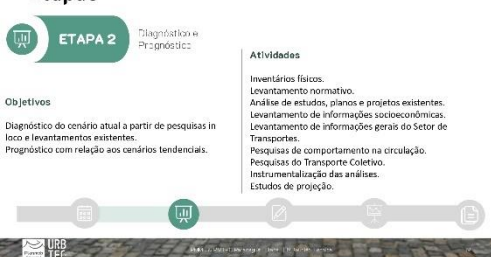 ETAPA 2
Diagnóstico e
Prognóstico
Objetivos
Diagnóstico do cenário atual a partir de pesquisas in
loco e levantamentos existentes.
Prognóstico com relação aos cenários tendenciais.
Atividades
Inventários físicos.
Levantamento normativo.
Análise de estudos, planos e projetos existentes.
Levantamento de informações socioeconômicas.
Levantamento de informações gerais do Setor de
Transportes.
Pesquisas de comportamento na circulação.
Pesquisas do Transporte Coletivo.
Instrumentalização das análises.
Estudos de projeção.
URB
TEC